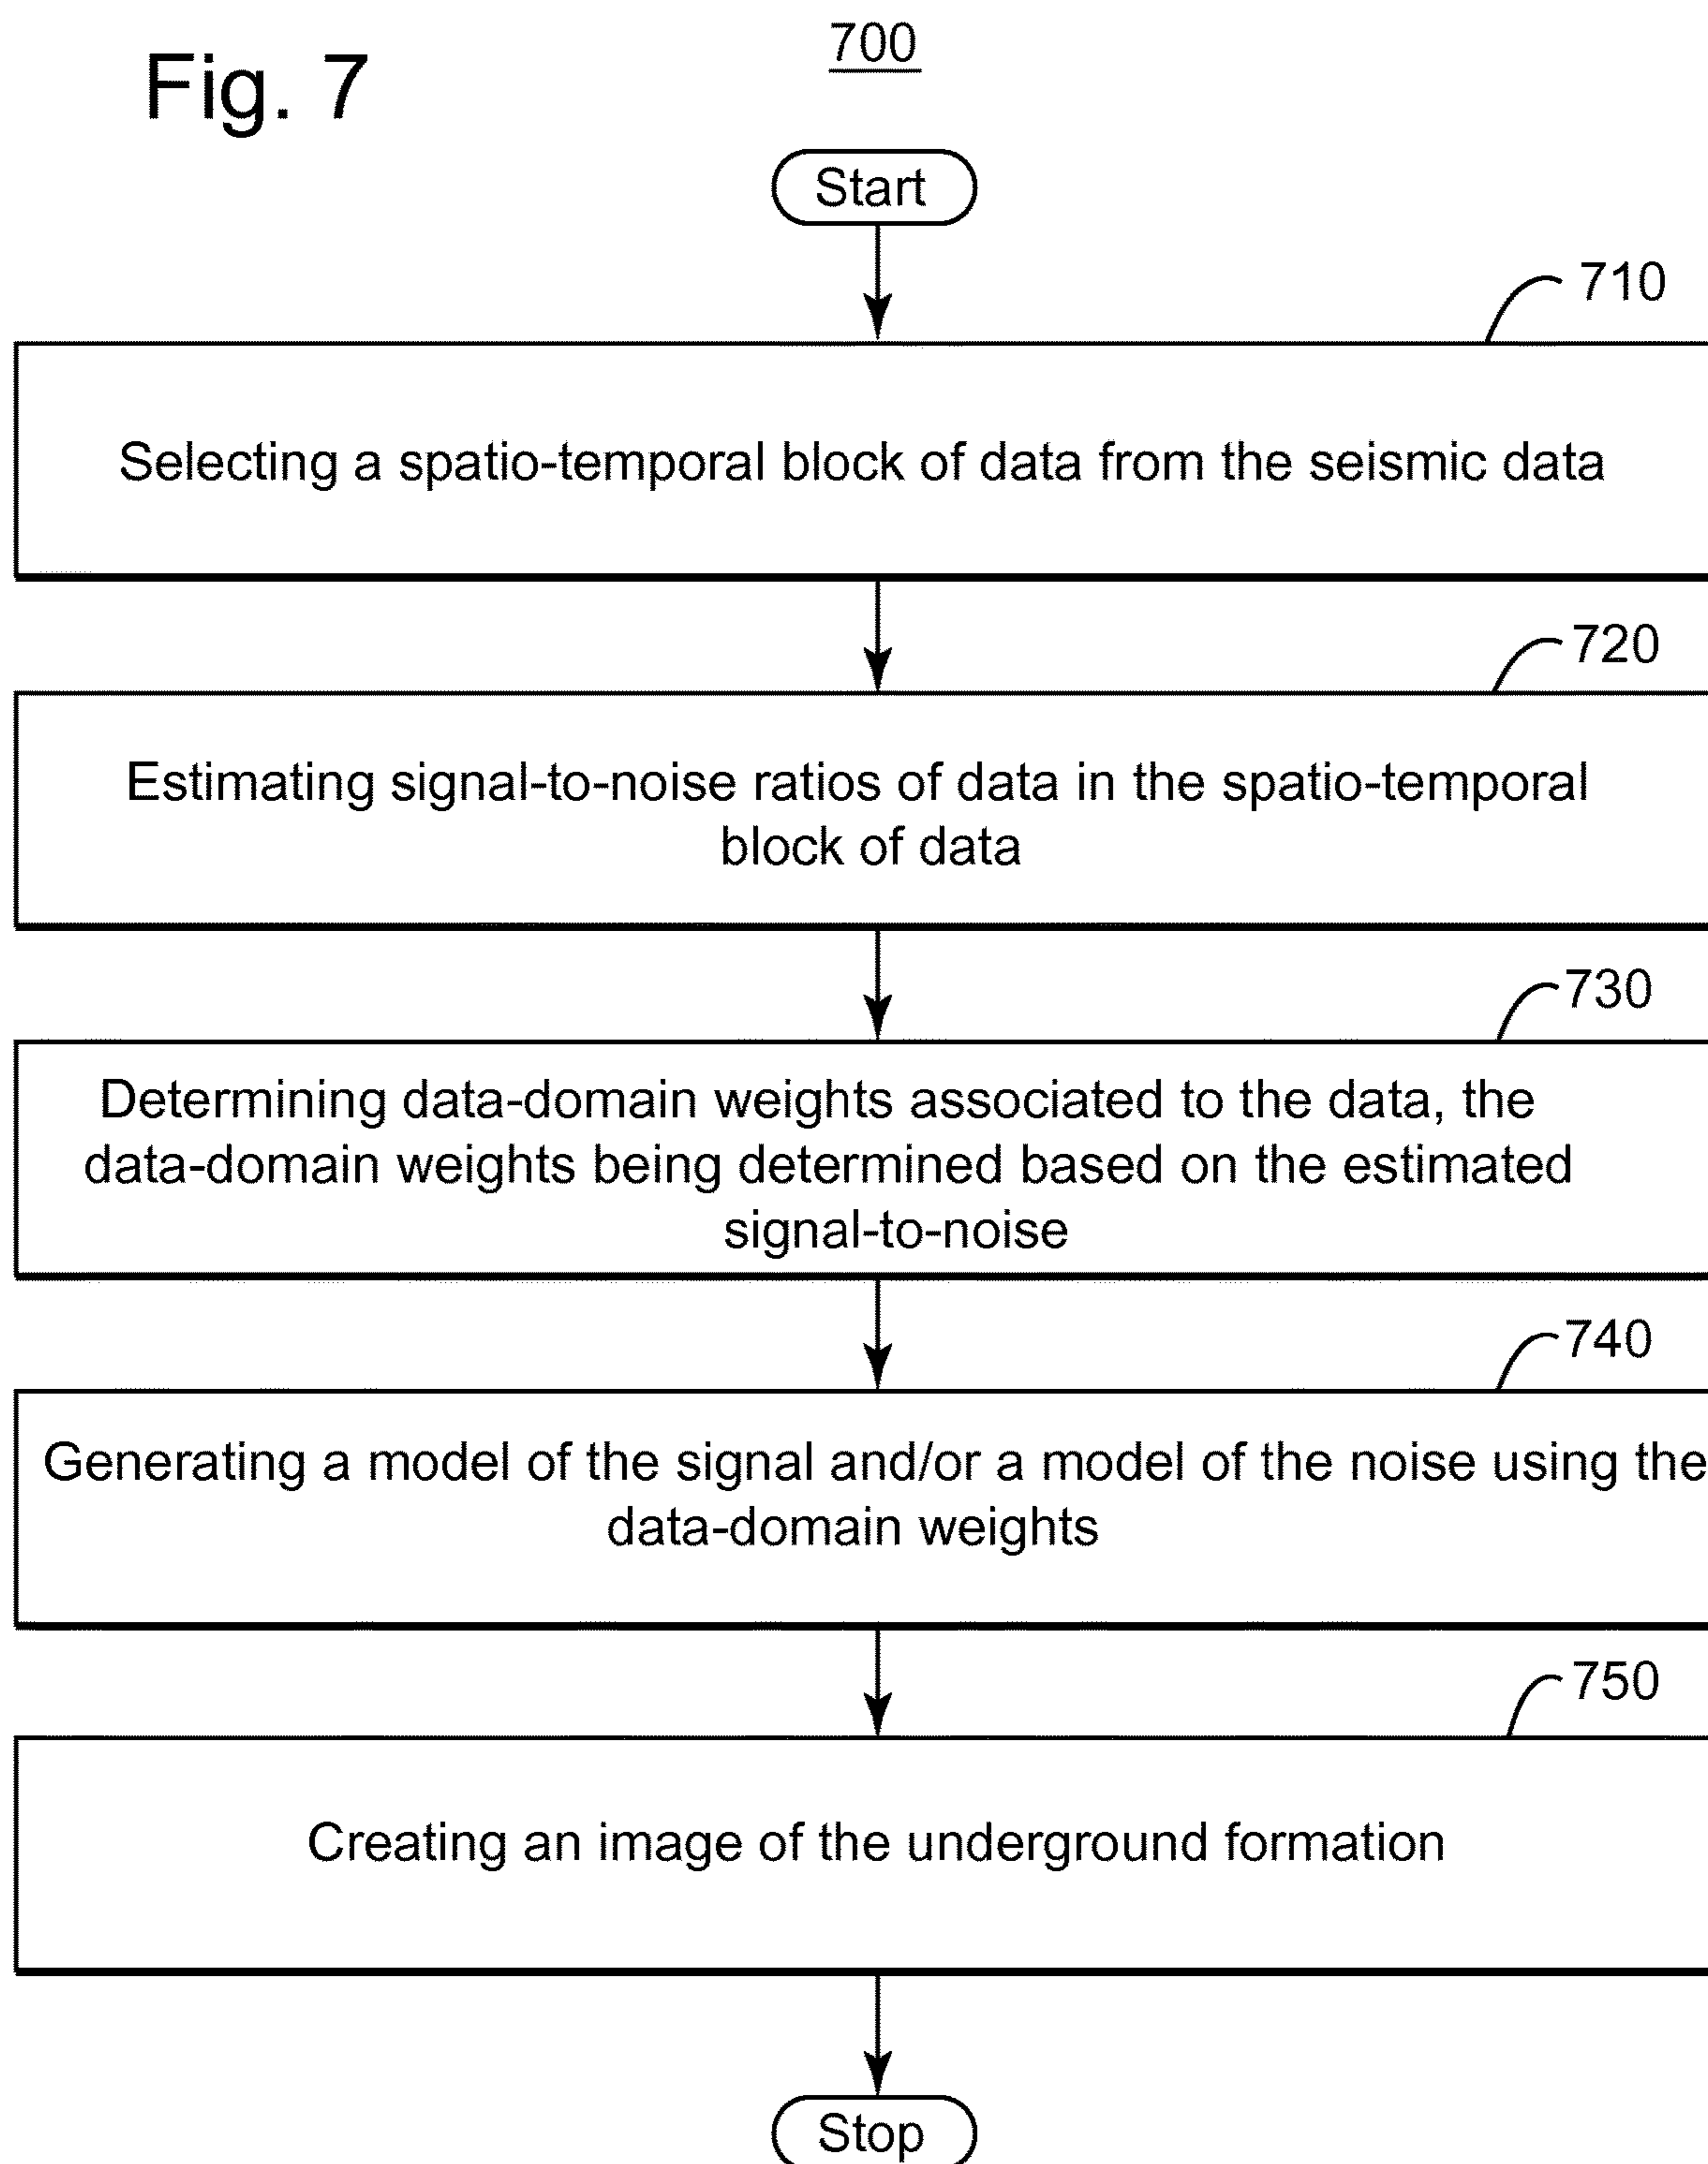 700
Fig. 7
Start
710
Selecting a spatio-temporal block of data from the seismic data
720
Estimating signal-to-noise ratios of data in the spatio-temporal
block of data
730
Determining data-domain weights associated to the data, the
data-domain weights being determined based on the estimated
signal-to-noise
740
Generating a model of the signal and/or a model of the noise using the
data-domain weights
750
Creating an image of the underground formation
Stop